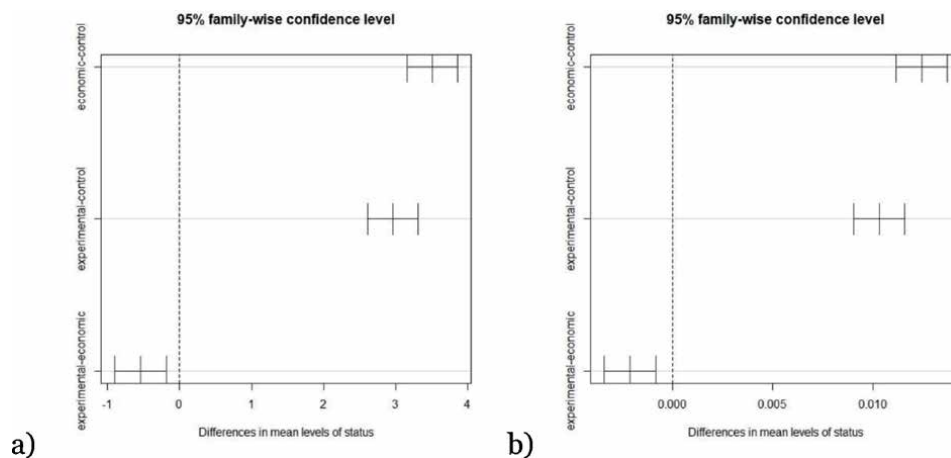 95% family-wise confidence level
economic-control
experimental-control
experimental-economic
-1 0 1 2 3 4
Differences in mean levels of status
a)
95% family-wise confidence level
economic-control
experimental-control
experimental-economic
0.000 0.005 0.010
Differences in mean levels of status
b)